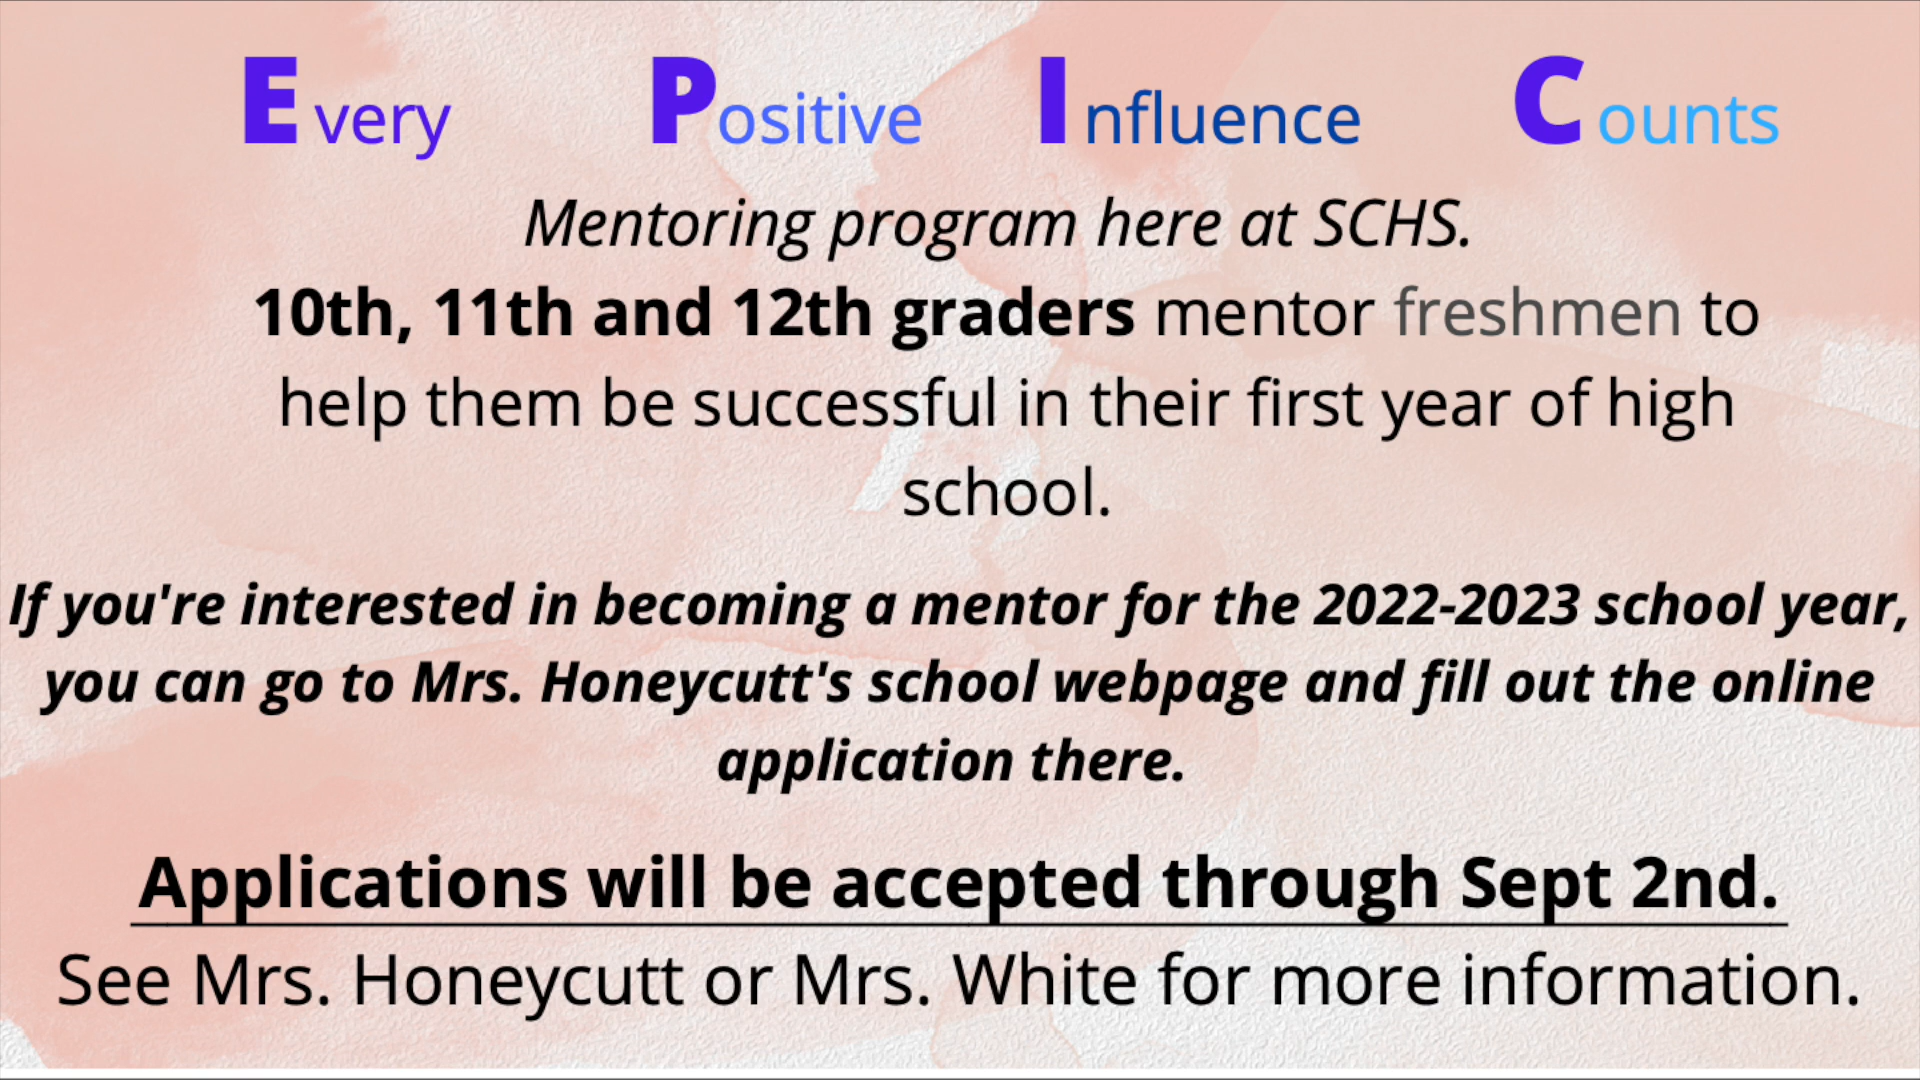 Every Positive Influence Counts
Mentoring program here at SCHS.
10th, 11th and 12th graders mentor freshmen to
help them be successful in their first year of high
school.
If you're interested in becoming a mentor for the 2022-2023 school year,
you can go to Mrs. Honeycutt's school webpage and fill out the online
application there.
Applications will be accepted through Sept 2nd.
See Mrs. Honeycutt or Mrs. White for more information.